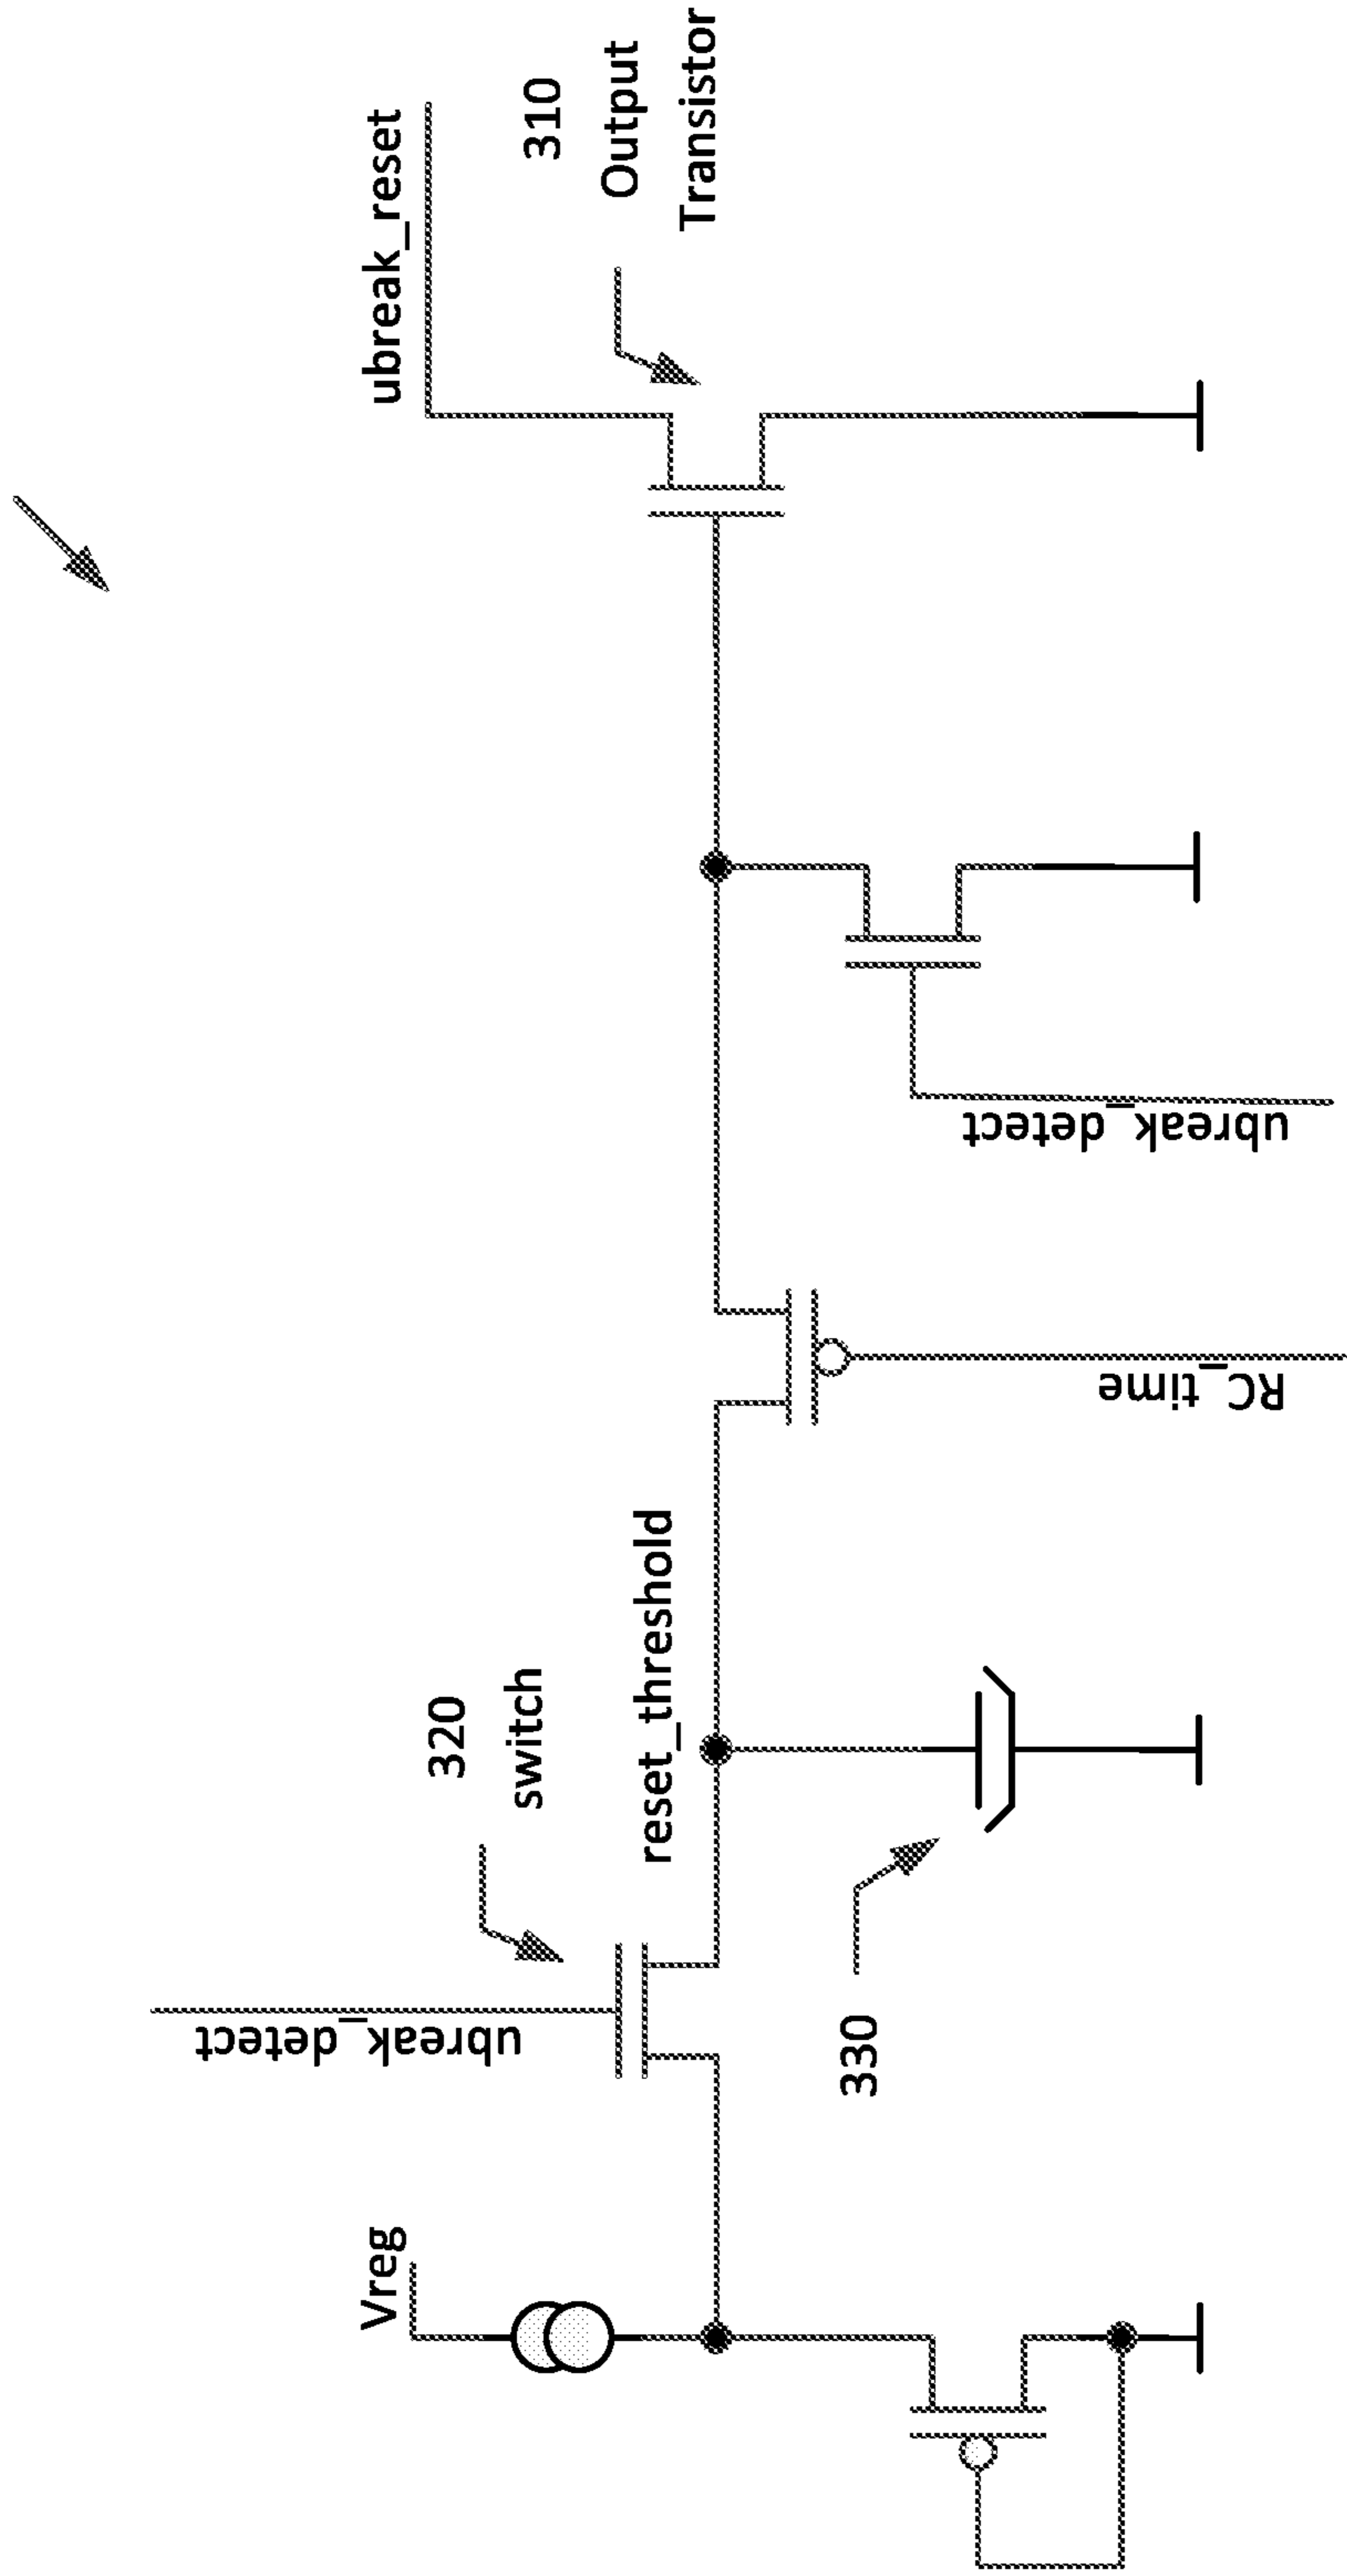 ubreak_reset
310
Output
Transistor
ubreak_detect
RC_time
reset_threshold
320
switch
ubreak_detect
330
Vreg